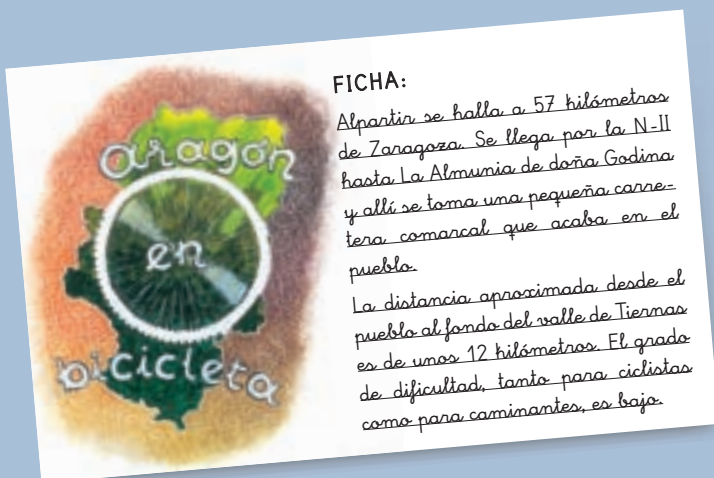 aragón
en
bicicleta
FICHA:
Alpartir se halla a 57 kilómetros
de Zaragoza. Se llega por la N-II
hasta La Almunia de doña Godina
y allí se toma una pequeña carre-
tera comarcal que acaba en el
pueblo.
La distancia aproximada desde el
pueblo al fondo del valle de Tiernas
es de unos 12 kilómetros. El grado
de dificultad, tanto para ciclistas
como para caminantes, es bajo.